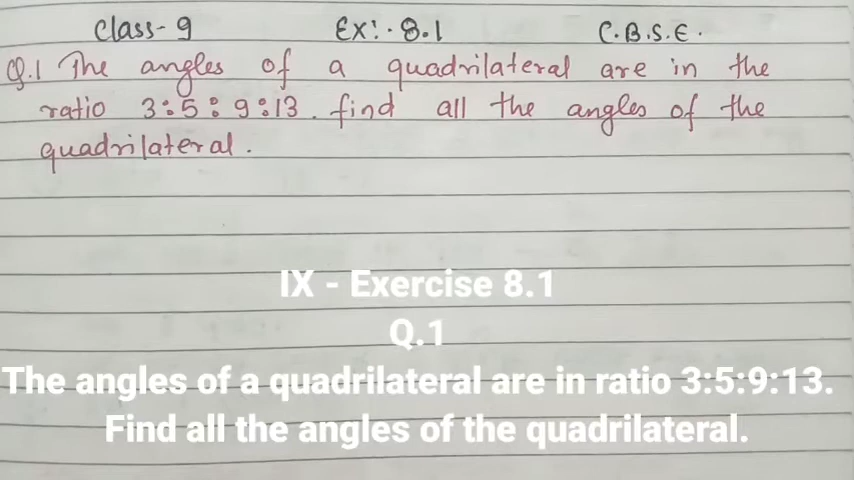 Class-9 Ex:-8.1 C.B.S.E.
Q.1 The angles of a quadrilateral are in the
ratio 3:5:9:13. find all the angles of the
quadrilateral.
IX - Exercise 8.1
Q.1
The angles of a quadrilateral are in ratio 3:5:9:13.
Find all the angles of the quadrilateral.